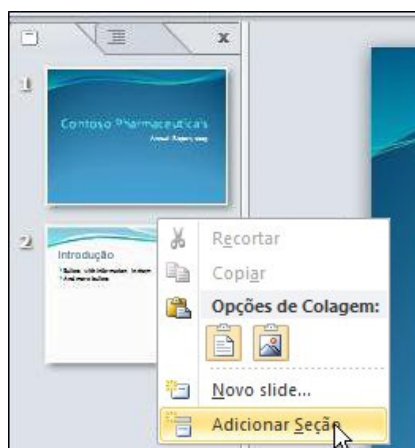 x
1
Contoso Pharmaceuticals
2
Introdução
Recortar
Copiar
Opções de Colagem:
Novo slide...
Adicionar Seção